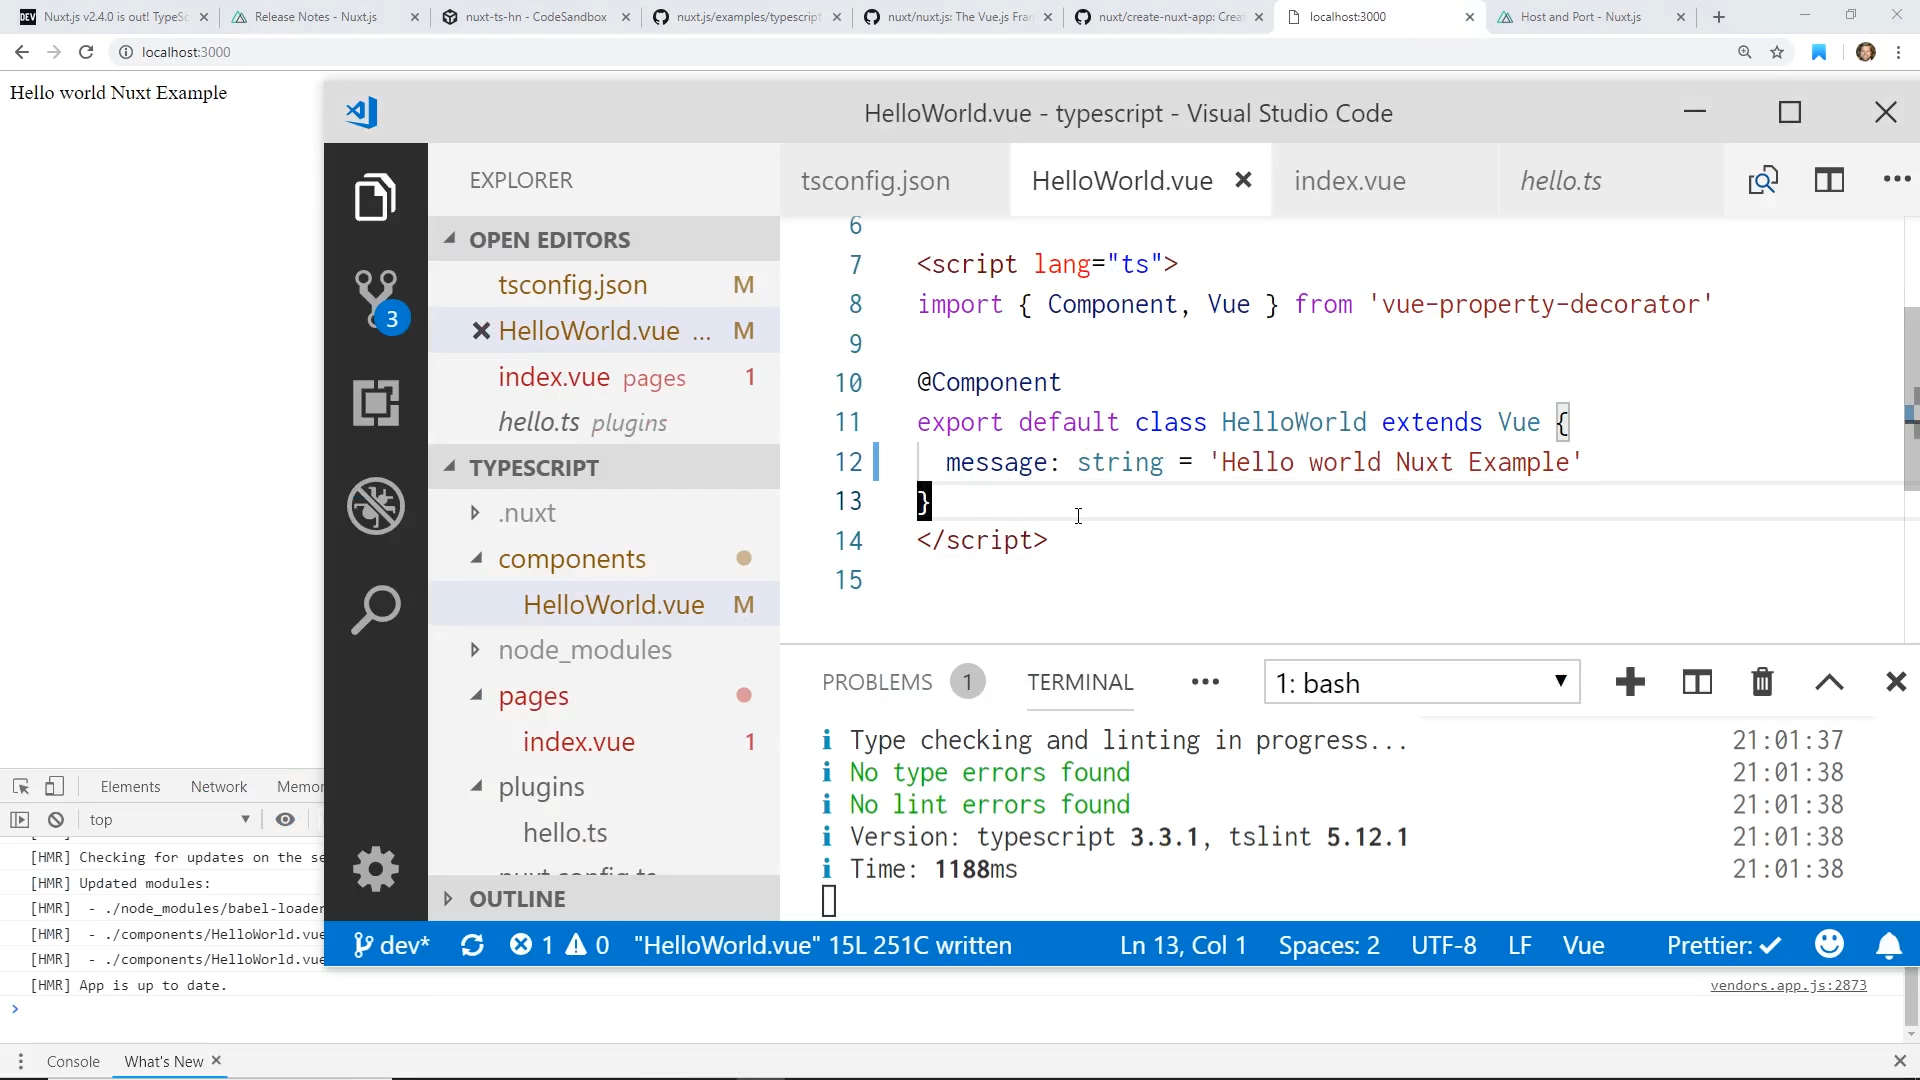 DEV Nuxt.js v2.4.0 is out! TypeSc
Release Notes - Nuxt.js
nuxt-ts-hn - CodeSandbox
nuxt.js/examples/typescript
nuxt/nuxt.js: The Vue.js Fra
nuxt/create-nuxt-app: Creat
localhost:3000
Host and Port - Nuxt.js
localhost:3000
Hello world Nuxt Example
HelloWorld.vue - typescript - Visual Studio Code
EXPLORER
OPEN EDITORS
tsconfig.json M
HelloWorld.vue ... M
index.vue pages 1
hello.ts plugins
TYPESCRIPT
.nuxt
components
HelloWorld.vue M
node_modules
pages
index.vue 1
plugins
hello.ts
OUTLINE
3
tsconfig.json HelloWorld.vue index.vue hello.ts
6
7 <script lang="ts">
8 import { Component, Vue } from 'vue-property-decorator'
9
10 @Component
11 export default class HelloWorld extends Vue {
12 message: string = 'Hello world Nuxt Example'
13 }
14 </script>
15
PROBLEMS 1 TERMINAL ••• 1: bash
i Type checking and linting in progress... 21:01:37
i No type errors found 21:01:38
i No lint errors found 21:01:38
i Version: typescript 3.3.1, tslint 5.12.1 21:01:38
i Time: 1188ms 21:01:38
dev* 1 0 "HelloWorld.vue" 15L 251C written Ln 13, Col 1 Spaces: 2 UTF-8 LF Vue Prettier: ✓
Elements Network Memor
top
[HMR] Checking for updates on the se
[HMR] Updated modules:
[HMR] - ./node_modules/babel-loader
[HMR] - ./components/HelloWorld.vue
[HMR] - ./components/HelloWorld.vue
[HMR] App is up to date. vendors.app.js:2873
>
Console What's New